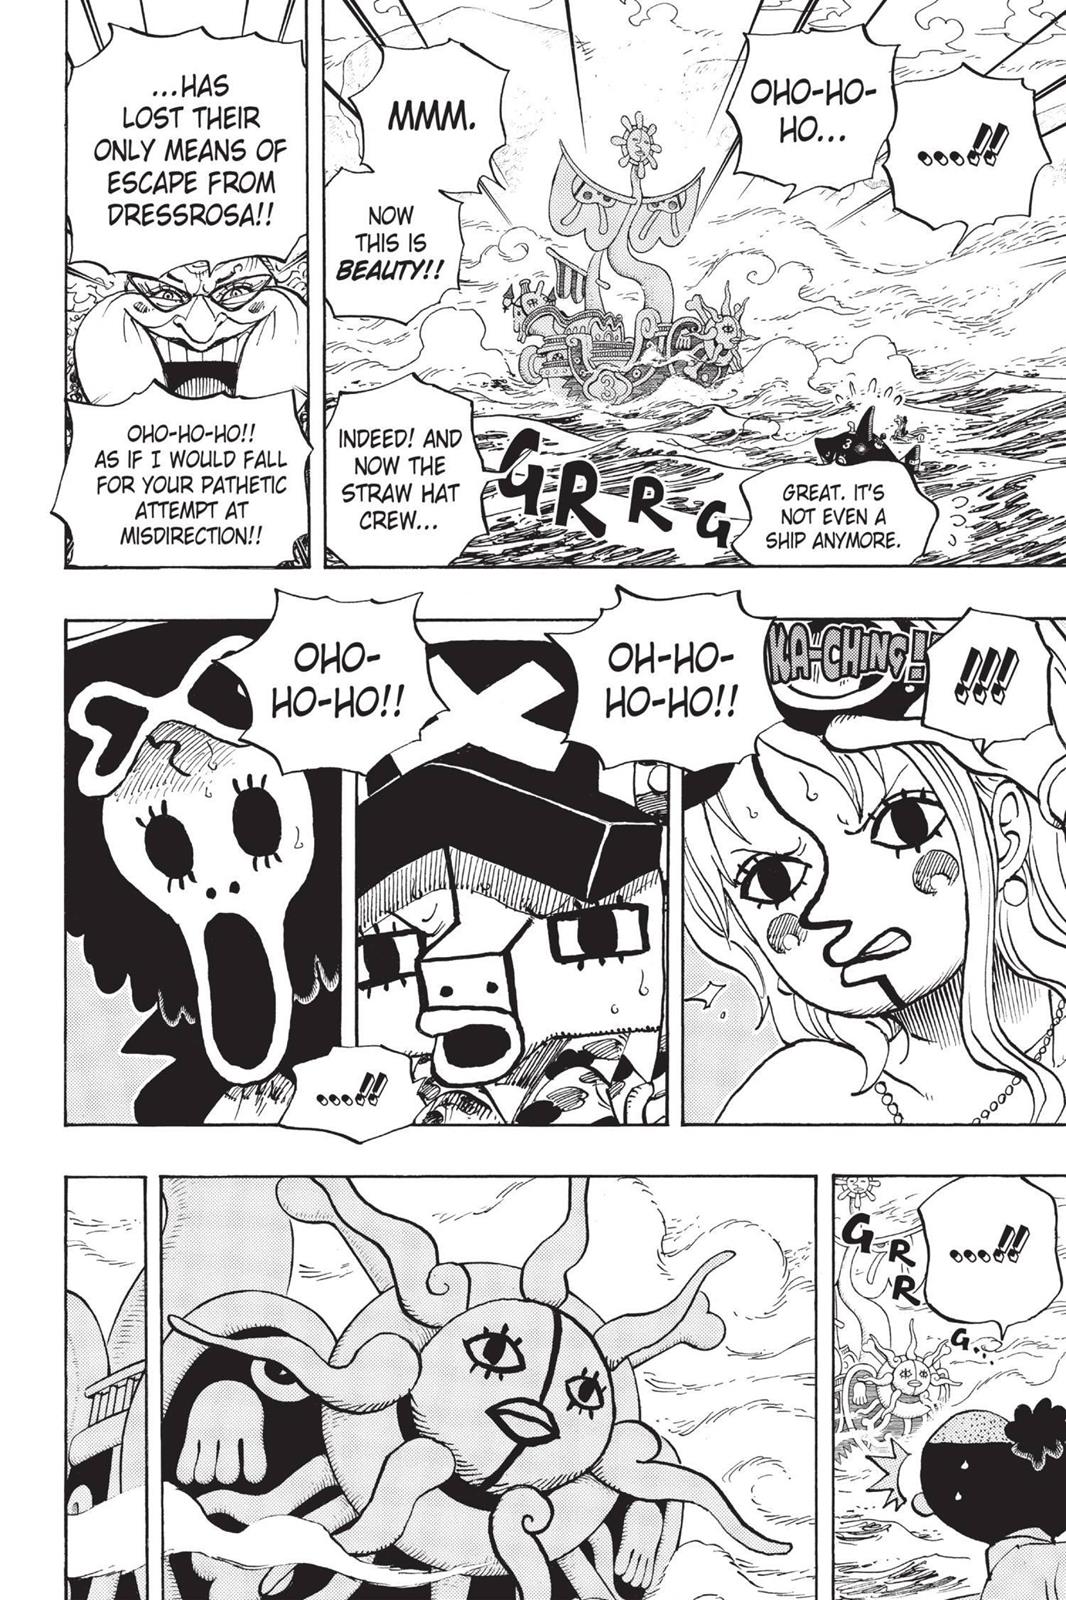 ...!!
OHO-HO-
HO...
MMM.
NOW
THIS IS
BEAUTY!!
GREAT. IT'S
NOT EVEN A
SHIP ANYMORE.
GRRG
3
INDEED! AND
NOW THE
STRAW HAT
CREW...
...HAS
LOST THEIR
ONLY MEANS OF
ESCAPE FROM
DRESSROSA!!
OHO-HO-HO!!
AS IF I WOULD FALL
FOR YOUR PATHETIC
ATTEMPT AT
MISDIRECTION!!
!!!
KA-CHING!!
OH-HO-
HO-HO!!
OHO-
HO-HO!!
....!!
....!!
GRRG...